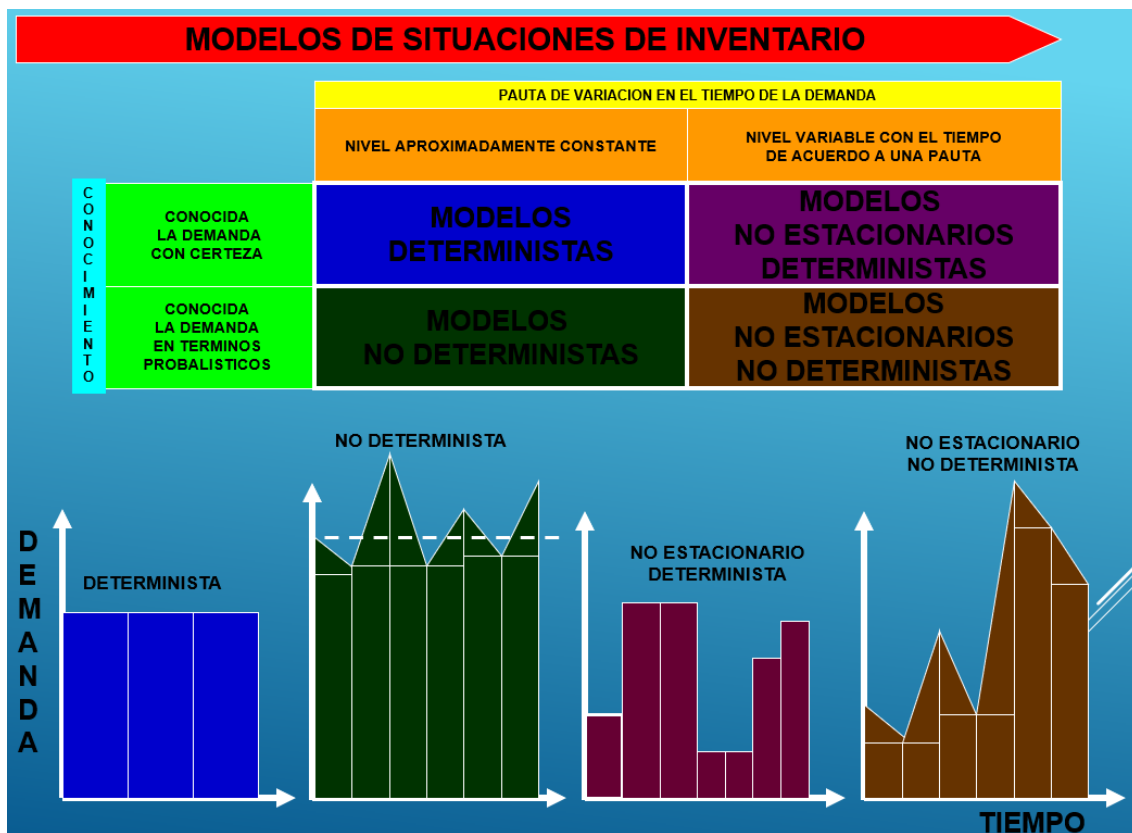 MODELOS DE SITUACIONES DE INVENTARIO
PAUTA DE VARIACION EN EL TIEMPO DE LA DEMANDA
NIVEL APROXIMADAMENTE CONSTANTE
NIVEL VARIABLE CON EL TIEMPO
DE ACUERDO A UNA PAUTA
CONOCIMIENTO
CONOCIDA
LA DEMANDA
CON CERTEZA
MODELOS
DETERMINISTAS
MODELOS
NO ESTACIONARIOS
DETERMINISTAS
CONOCIDA
LA DEMANDA
EN TERMINOS
PROBALISTICOS
MODELOS
NO DETERMINISTAS
MODELOS
NO ESTACIONARIOS
NO DETERMINISTAS
DEMANDA
DETERMINISTA
NO DETERMINISTA
NO ESTACIONARIO
DETERMINISTA
NO ESTACIONARIO
NO DETERMINISTA
TIEMPO